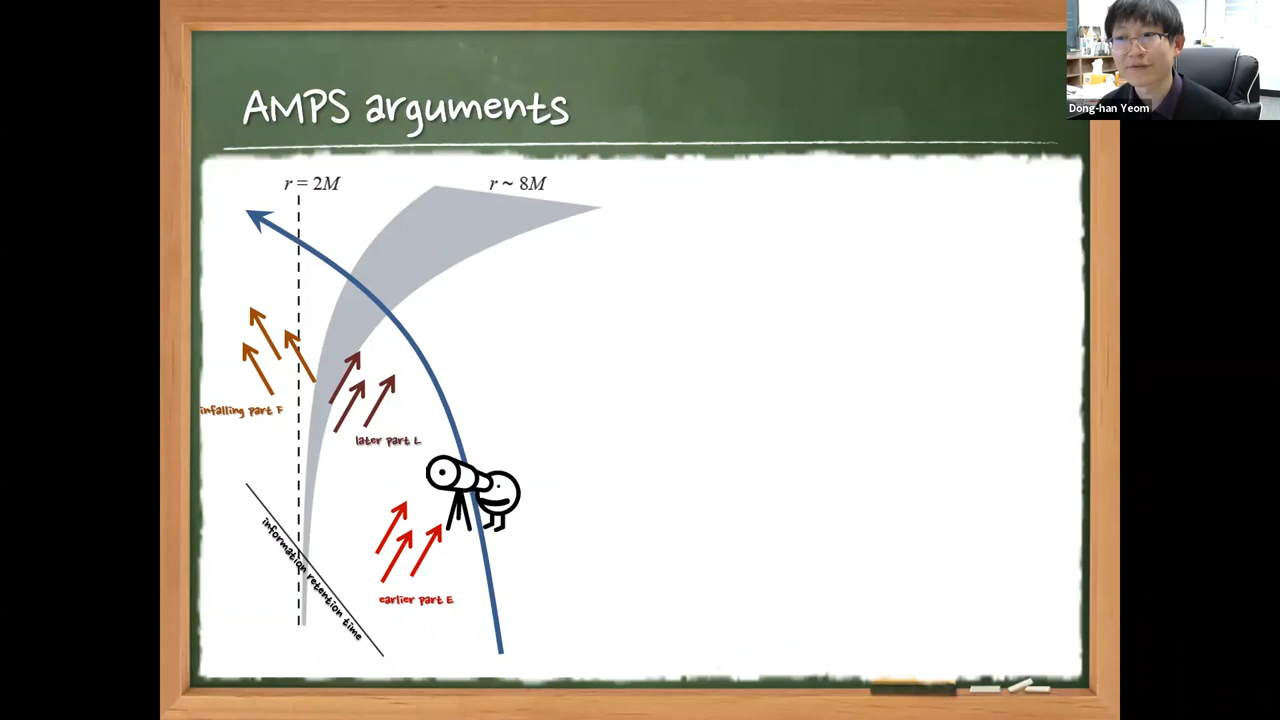 AMPS arguments
Dong-han Yeom
r = 2M
r ~ 8M
infalling part F
later part L
information retention time
earlier part E